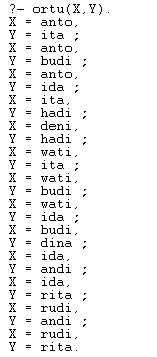 ?- ortu(X,Y).
X = anto,
Y = ita ;
X = anto,
Y = budi ;
X = anto,
Y = ida ;
X = ita,
Y = hadi ;
X = deni,
Y = hadi ;
X = wati,
Y = ita ;
X = wati,
Y = budi ;
X = wati,
Y = ida ;
X = budi,
Y = dina ;
X = ida,
Y = andi ;
X = ida,
Y = rita ;
X = rudi,
Y = andi ;
X = rudi,
Y = rita.